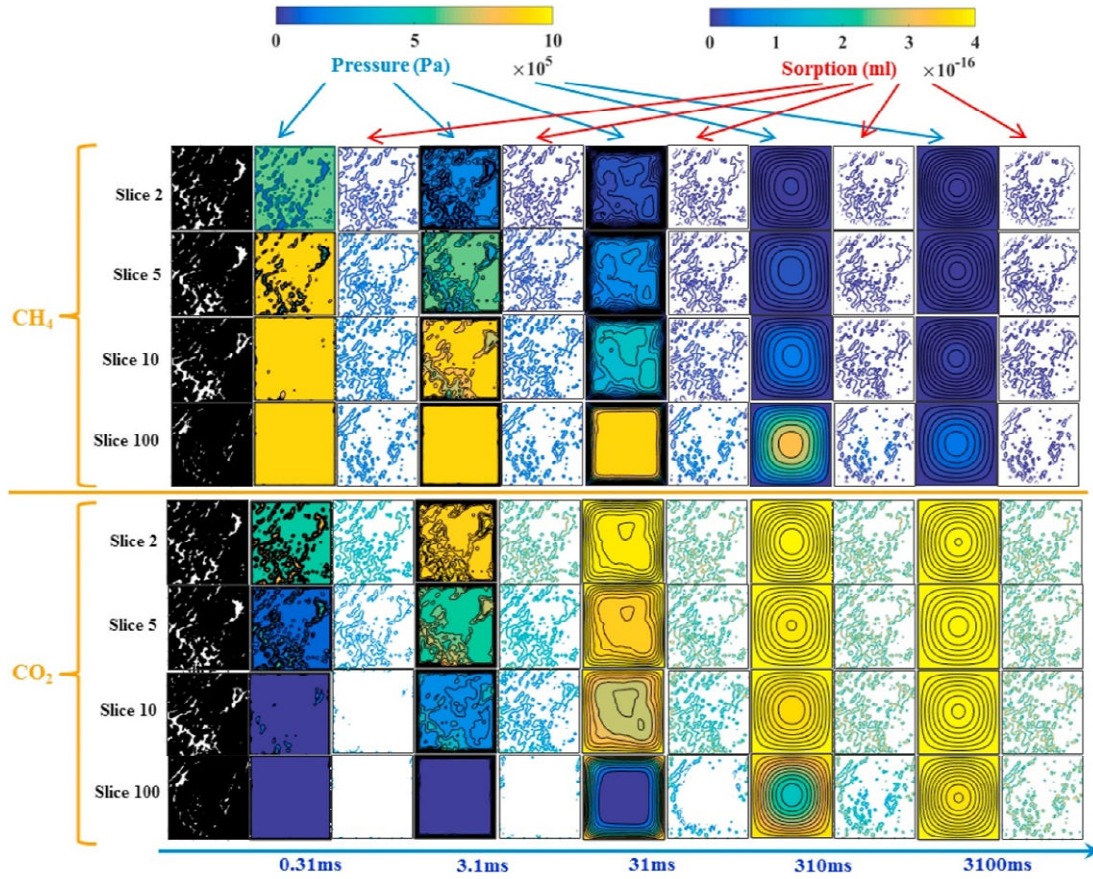 0 5 10
0 1 2 3 4
Pressure (Pa) ×10⁵
Sorption (ml) ×10⁻¹⁶
CH₄
Slice 2
Slice 5
Slice 10
Slice 100
CO₂
Slice 2
Slice 5
Slice 10
Slice 100
0.31ms 3.1ms 31ms 310ms 3100ms